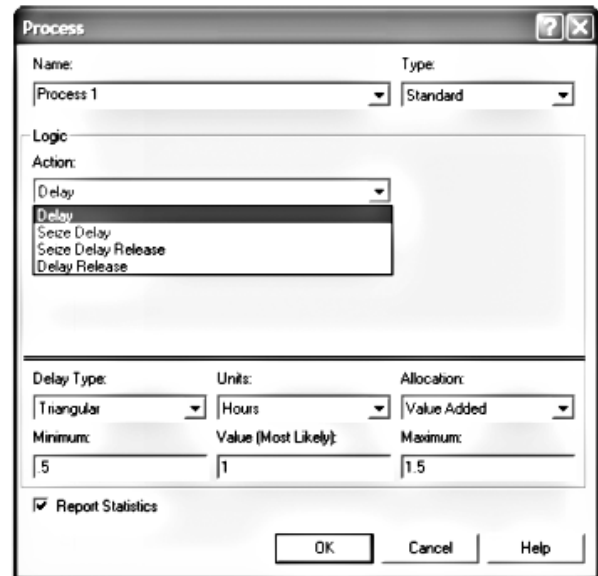 Process
Name: Type:
Process 1 Standard
Logic
Action:
Delay
Delay
Seize Delay
Seize Delay Release
Delay Release
Delay Type: Units: Allocation:
Triangular Hours Value Added
Minimum: Value (Most Likely): Maximum:
.5 1 1.5
Report Statistics
OK Cancel Help